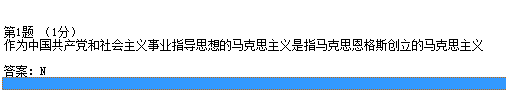 第1题 （1分）
作为中国共产党和社会主义事业指导思想的马克思主义是指马克思恩格斯创立的马克思主义
答案: N